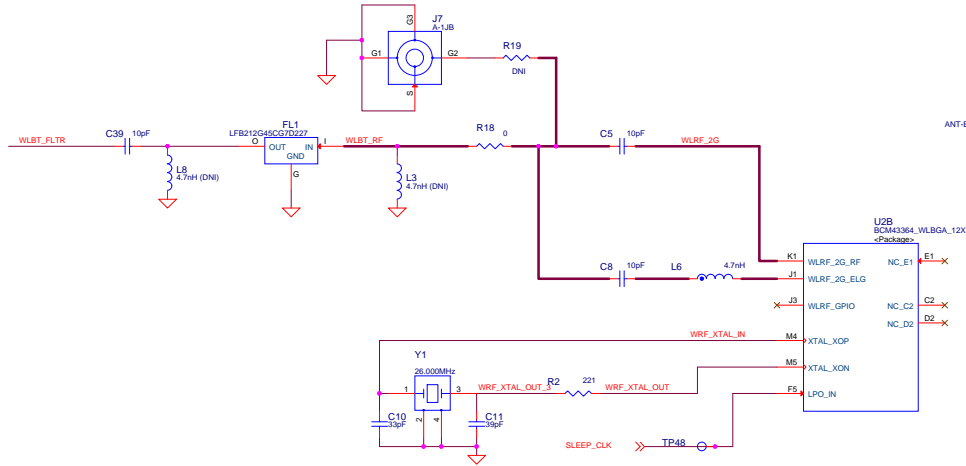 J7
A-1JB
G3
G1
G2
S
R19
DNI
C39
10pF
WLBT_FLTR
L8
4.7nH (DNI)
FL1
LFB212G45CG7D227
O
OUT
IN
I
GND
G
WLBT_RF
L3
4.7nH (DNI)
R18
0
C5
10pF
WLRF_2G
ANT-E
C8
10pF
L6
4.7nH
U2B
BCM43364_WLBGA_12X
<Package>
K1
WLRF_2G_RF
NC_E1
E1
J1
WLRF_2G_ELG
J3
WLRF_GPIO
NC_C2
C2
NC_D2
D2
WRF_XTAL_IN
M4
XTAL_XOP
Y1
26.000MHz
1
3
2
4
WRF_XTAL_OUT_3
R2
221
WRF_XTAL_OUT
M5
XTAL_XON
F5
LPO_IN
C10
33pF
C11
39pF
SLEEP_CLK
TP48